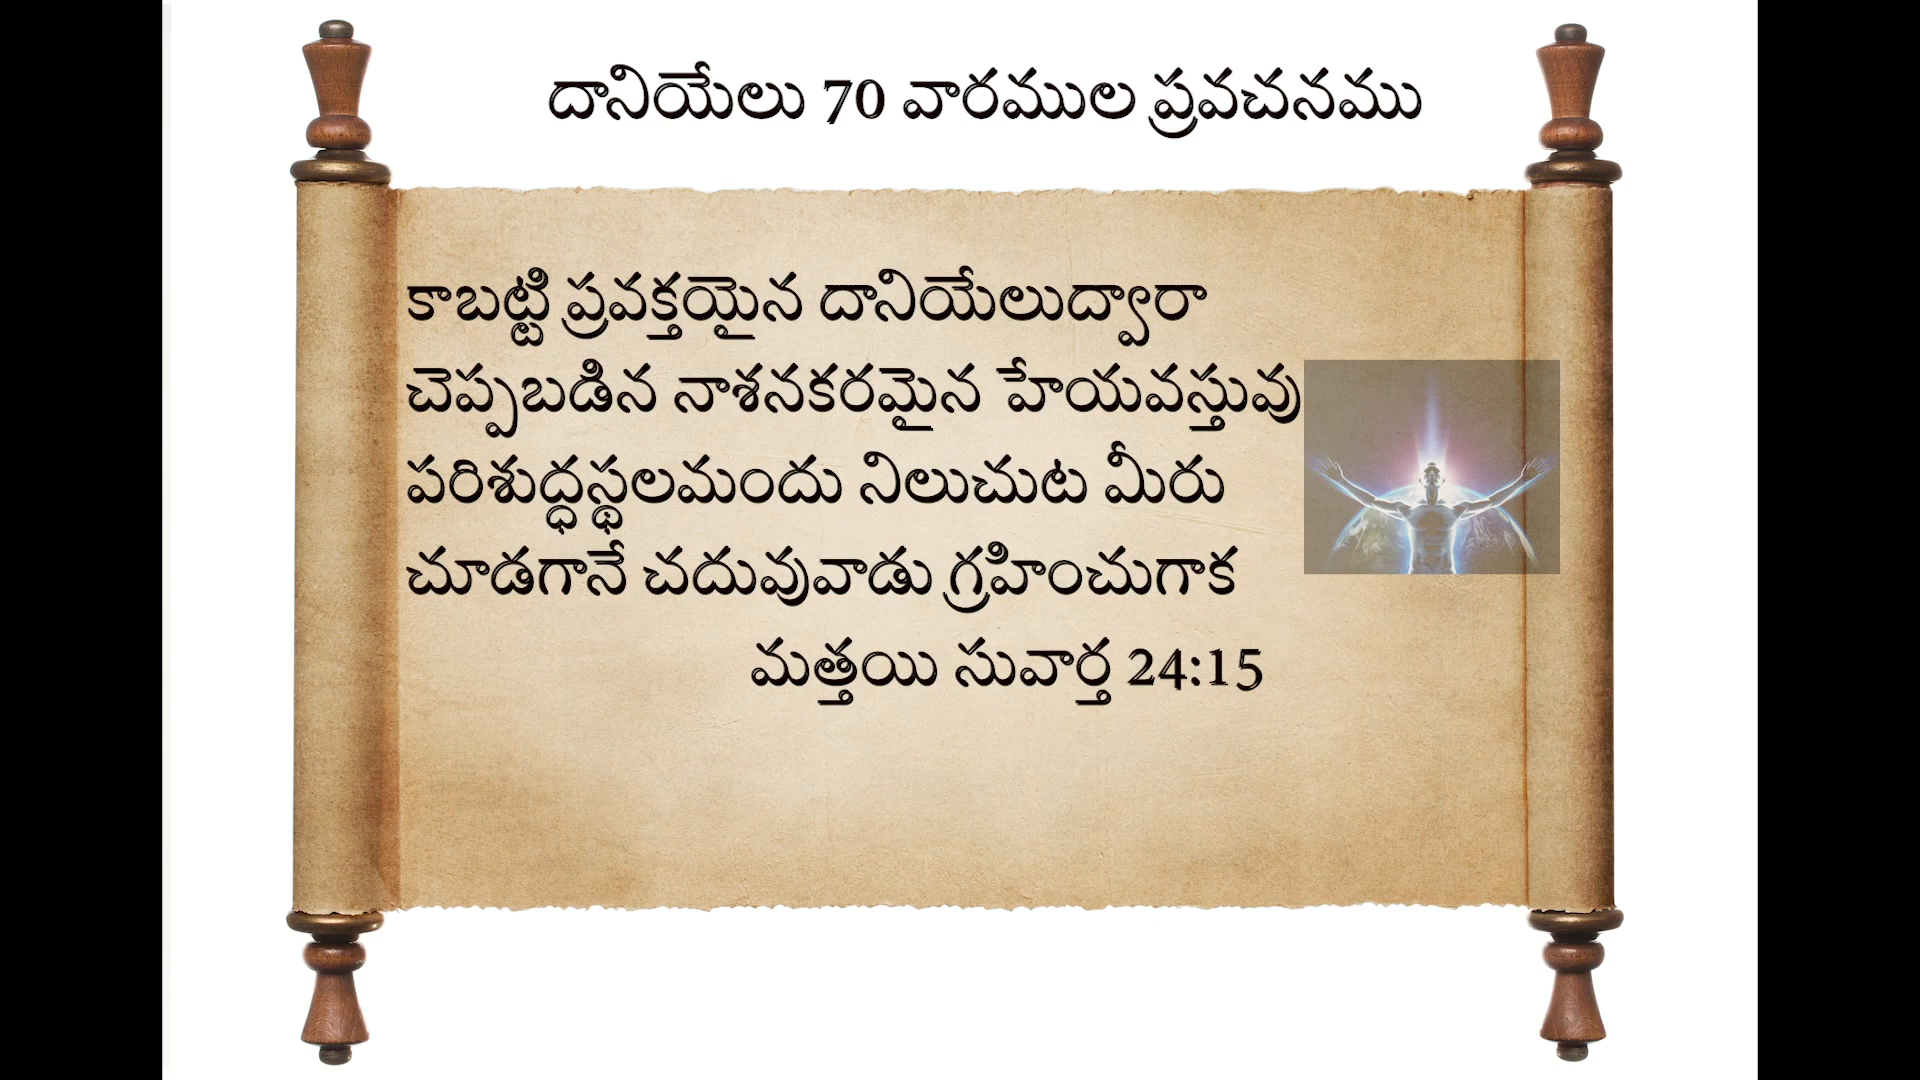 దానియేలు 70 వారముల ప్రవచనము
కాబట్టి ప్రవక్తయైన దానియేలుద్వారా
చెప్పబడిన నాశనకరమైన హేయవస్తువు
పరిశుద్ధస్థలమందు నిలుచుట మీరు
చూడగానే చదువువాడు గ్రహించుగాక
మత్తయి సువార్త 24:15